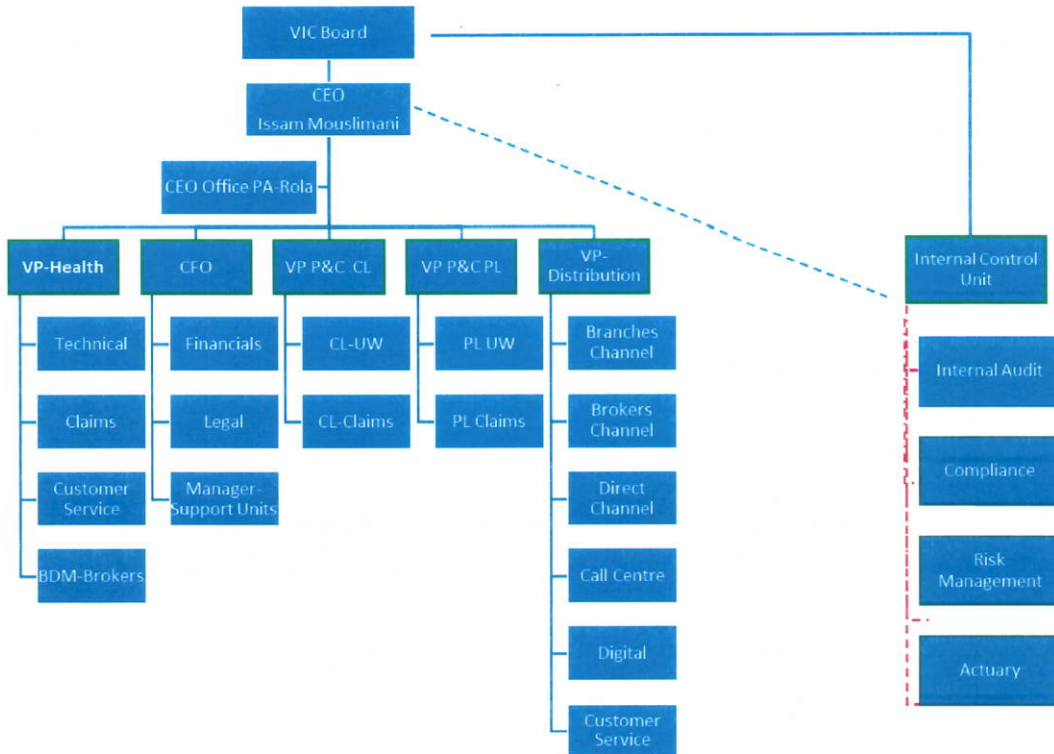 VIC Board
CEO
Issam Mouslimani
CEO Office PA-Rola
VP-Health
CFO
VP P&C CL
VP P&C PL
VP-
Distribution
Internal Control
Unit
Technical
Claims
Customer
Service
BDM-Brokers
Financials
Legal
Manager-
Support Units
CL-UW
CL-Claims
PL UW
PL Claims
Branches
Channel
Brokers
Channel
Direct
Channel
Call Centre
Digital
Customer
Service
Internal Audit
Compliance
Risk
Management
Actuary